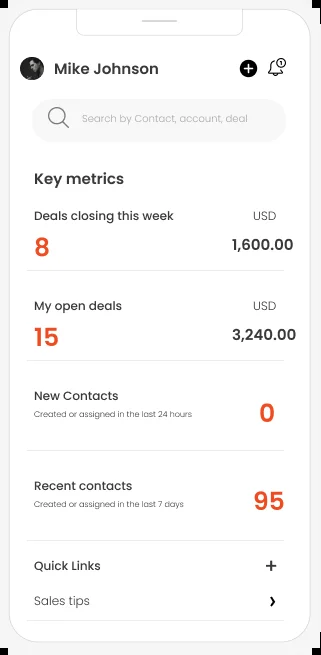 Mike Johnson
1
Search by Contact, account, deal
Key metrics
Deals closing this week USD
8 1,600.00
My open deals USD
15 3,240.00
New Contacts
Created or assigned in the last 24 hours
0
Recent contacts
Created or assigned in the last 7 days
95
Quick Links +
Sales tips ›